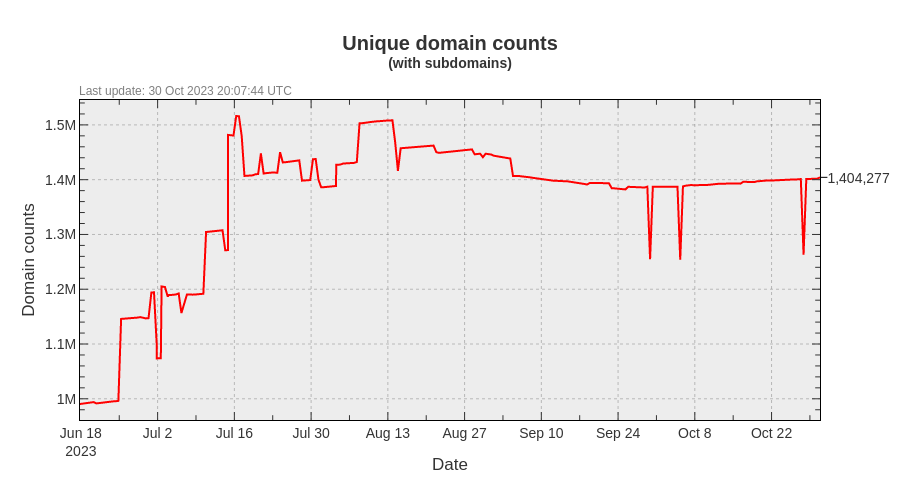 Unique domain counts
(with subdomains)
Last update: 30 Oct 2023 20:07:44 UTC
1.5M
1.4M
1.3M
1.2M
1.1M
1M
1,404,277
Domain counts
Jun 18 Jul 2 Jul 16 Jul 30 Aug 13 Aug 27 Sep 10 Sep 24 Oct 8 Oct 22
2023
Date